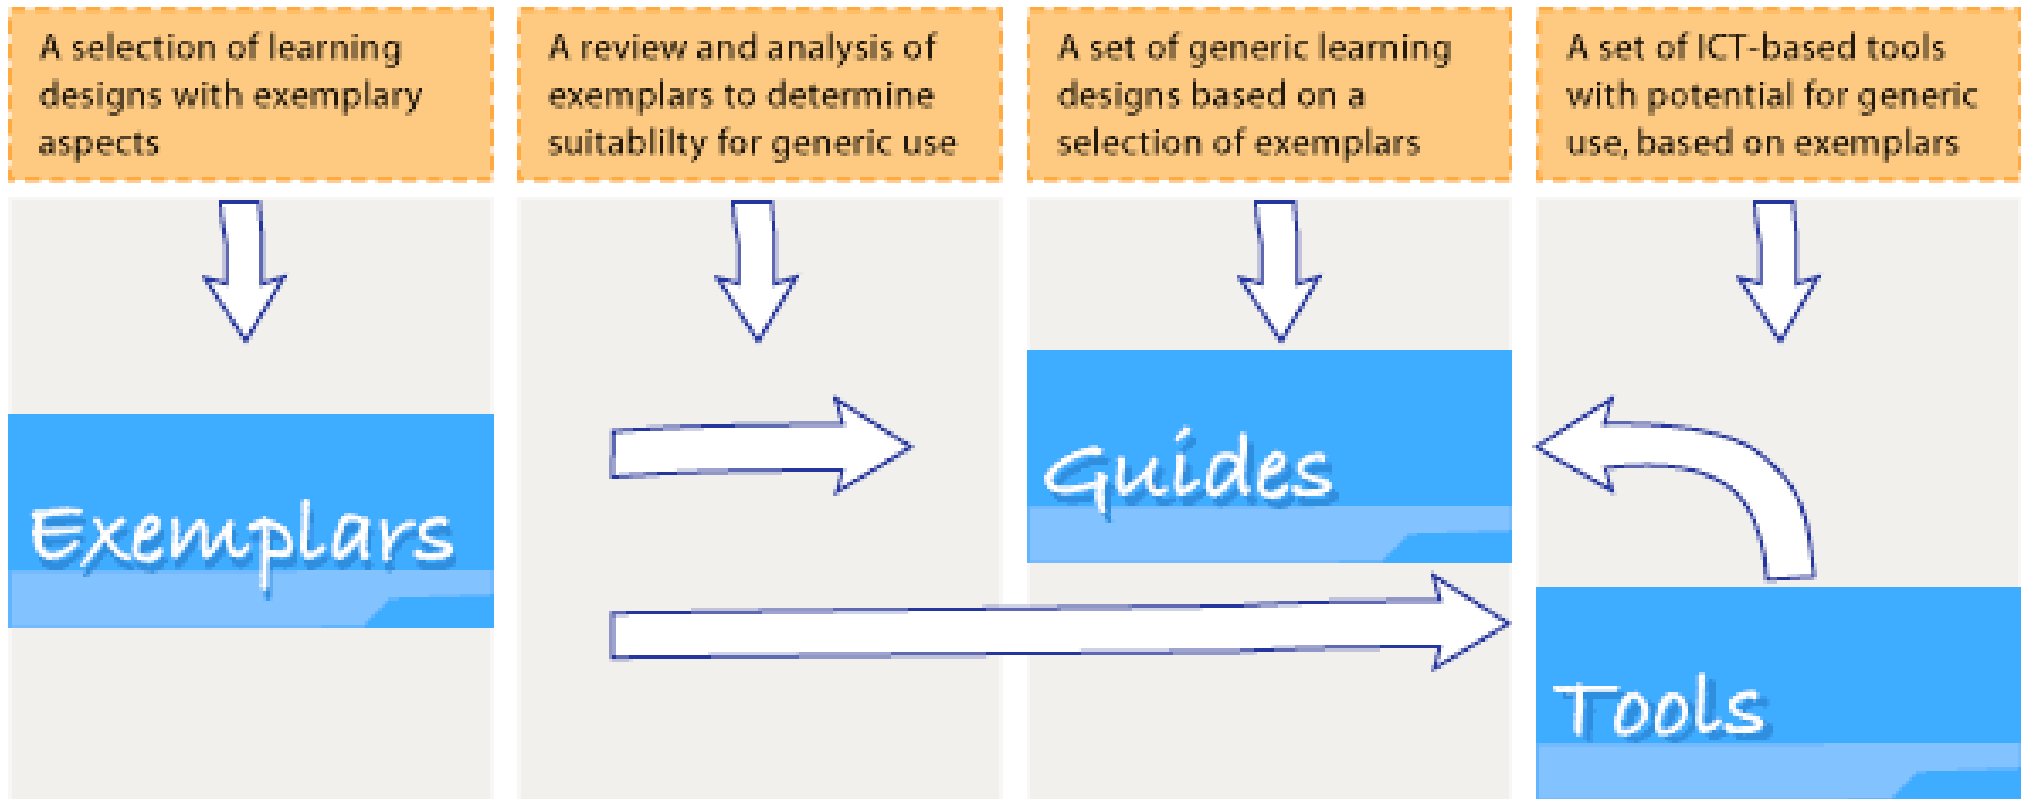 A selection of learning
designs with exemplary
aspects
A review and analysis of
exemplars to determine
suitablilty for generic use
A set of generic learning
designs based on a
selection of exemplars
A set of ICT-based tools
with potential for generic
use, based on exemplars
Exemplars
Guides
Tools